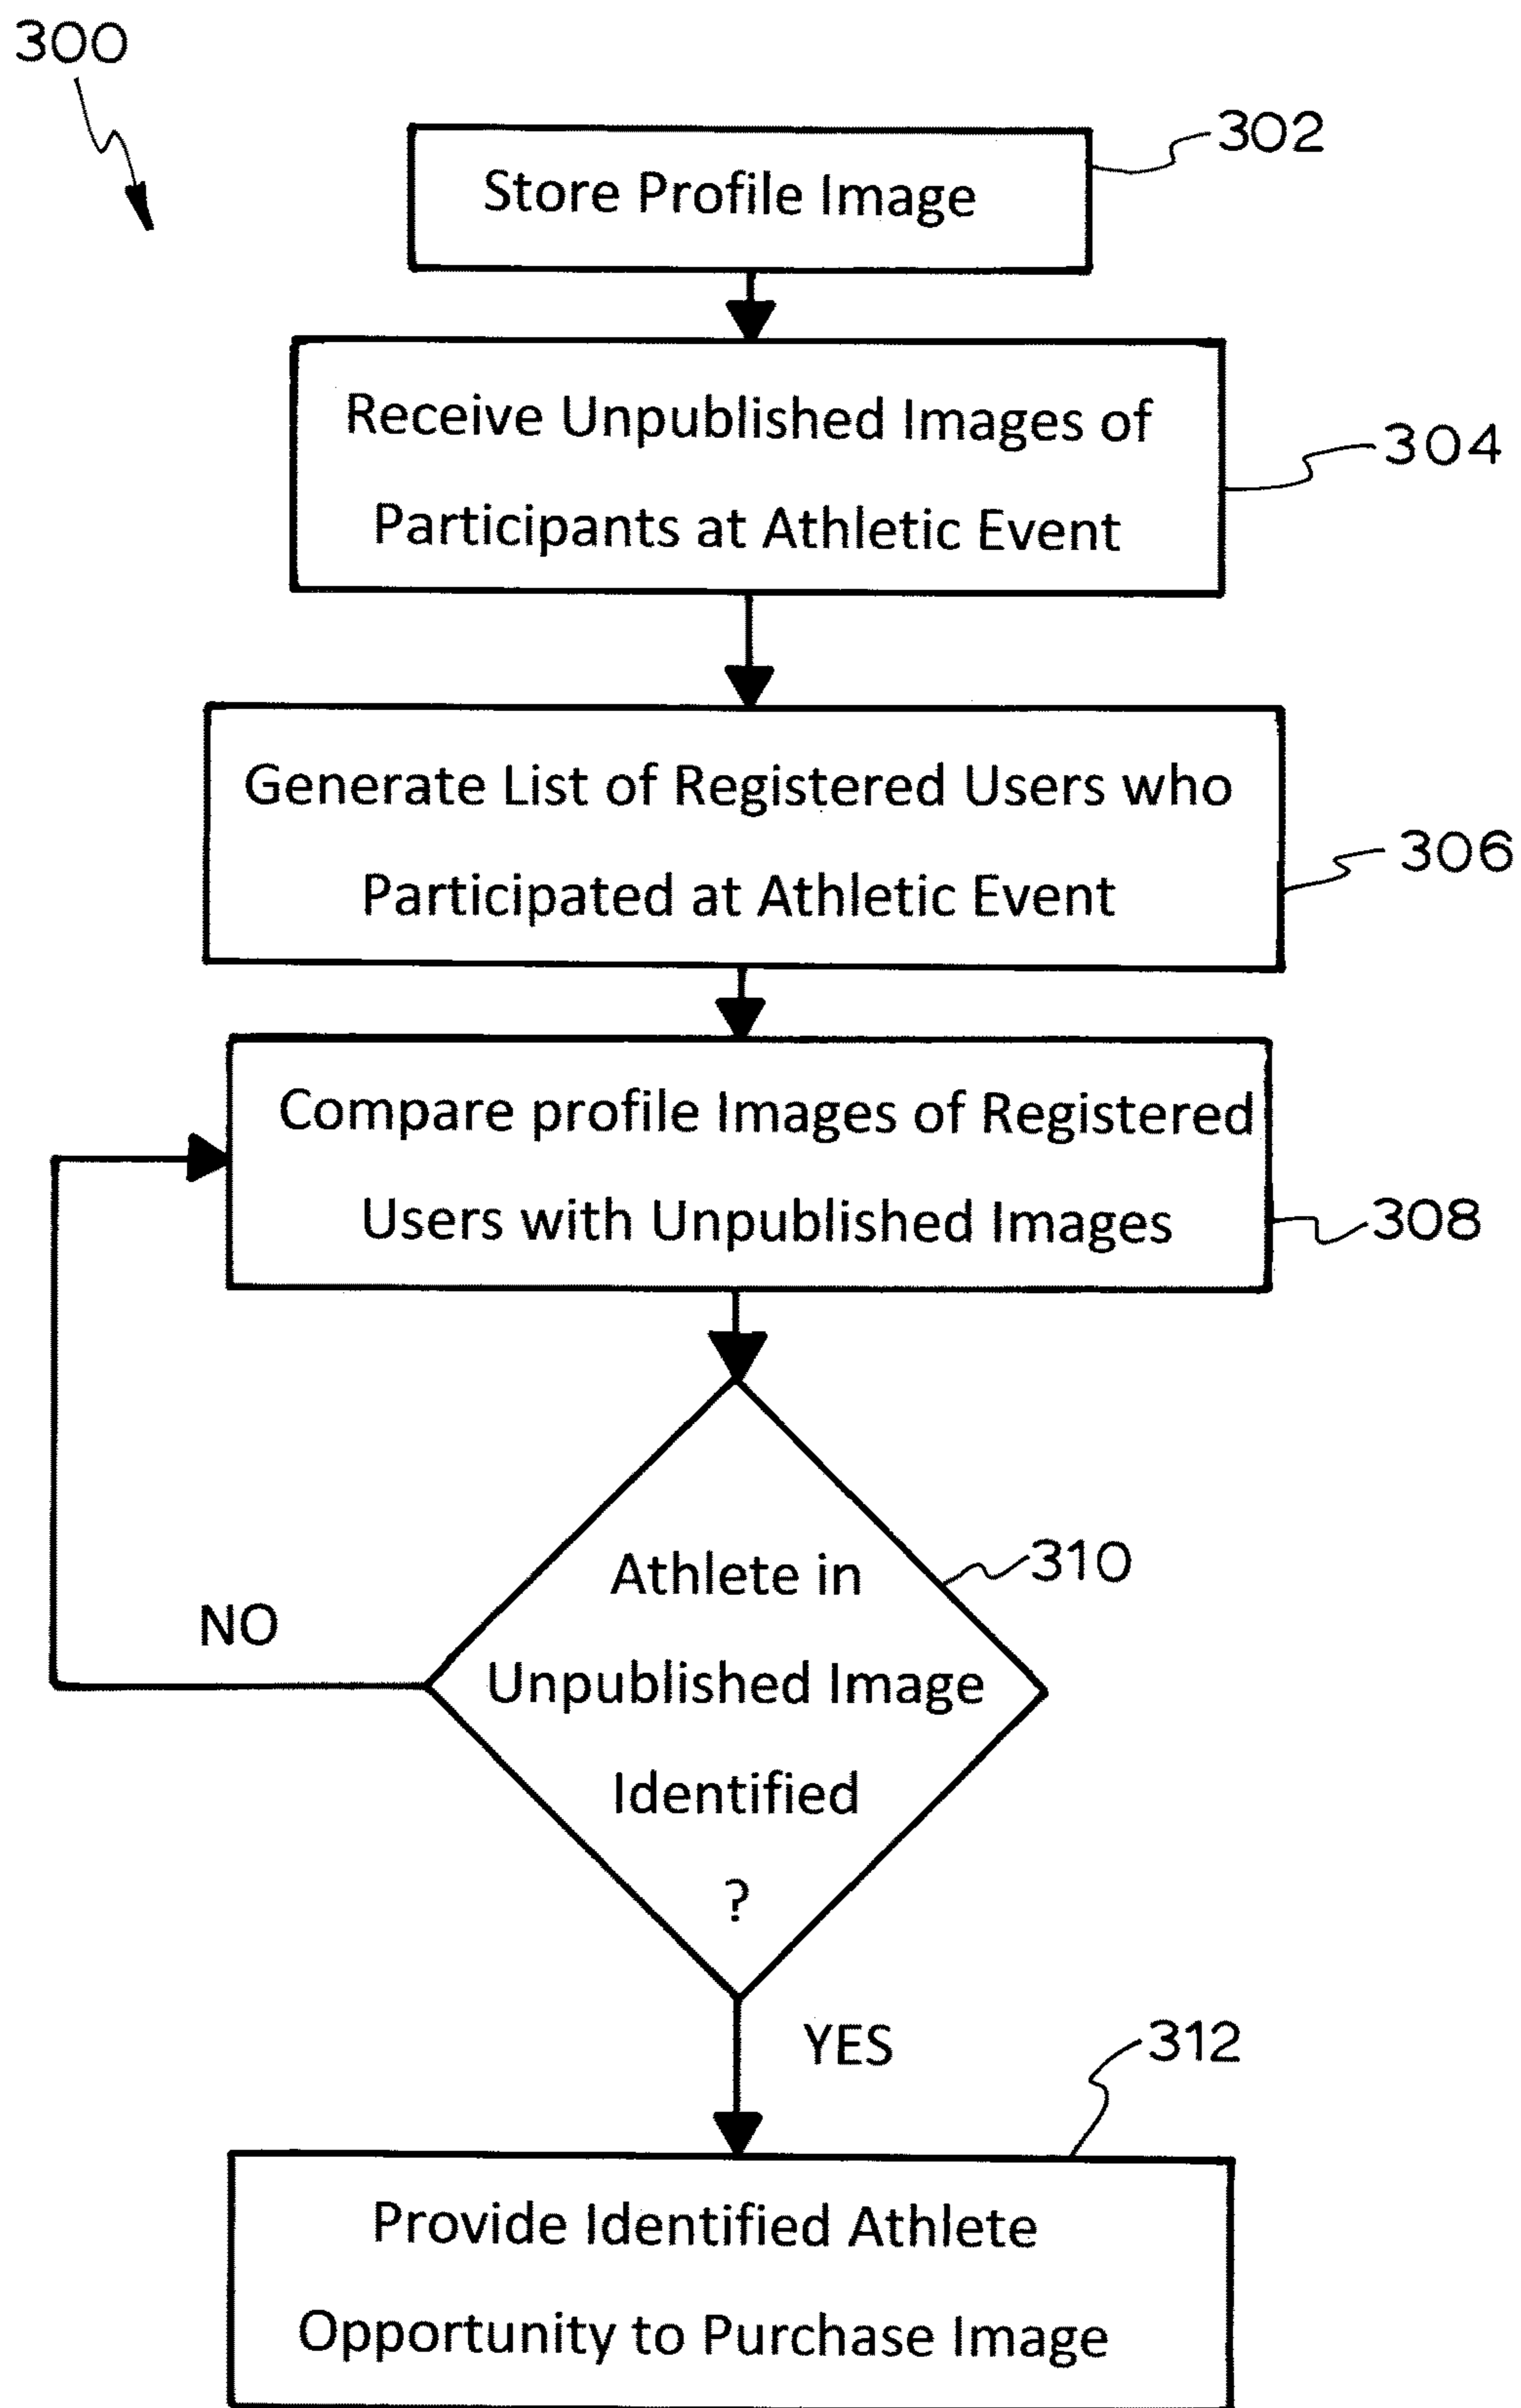 300
302
Store Profile Image
Receive Unpublished Images of
Participants at Athletic Event
304
Generate List of Registered Users who
Participated at Athletic Event
306
Compare profile Images of Registered
Users with Unpublished Images
308
Athlete in
Unpublished Image
Identified
?
310
NO
YES
312
Provide Identified Athlete
Opportunity to Purchase Image